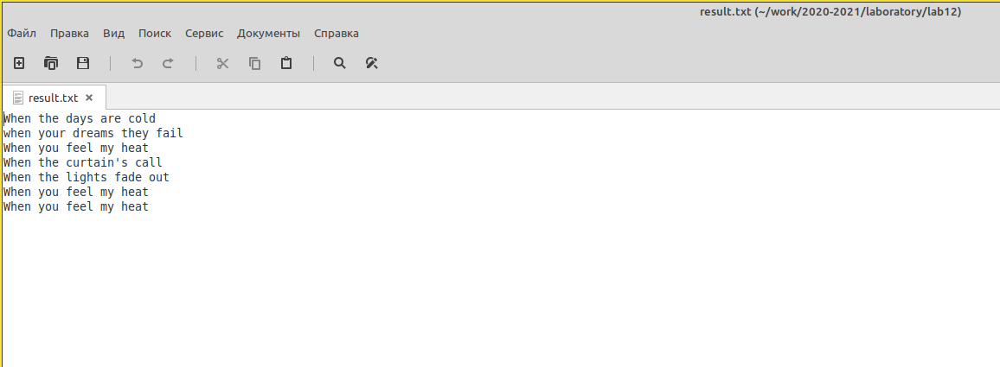 result.txt (~/work/2020-2021/laboratory/lab12)
Файл Правка Вид Поиск Сервис Документы Справка
result.txt ×
When the days are cold
when your dreams they fail
When you feel my heat
When the curtain's call
When the lights fade out
When you feel my heat
When you feel my heat